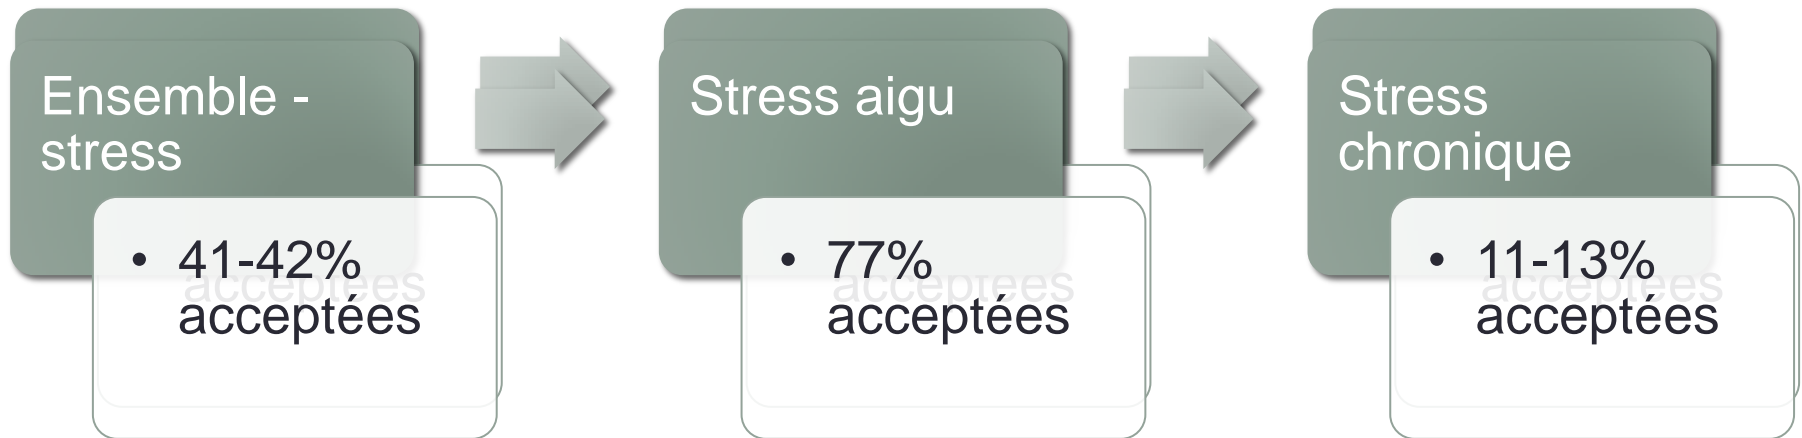 Ensemble -
stress
• 41-42%
acceptées
Stress aigu
• 77%
acceptées
Stress
chronique
• 11-13%
acceptées